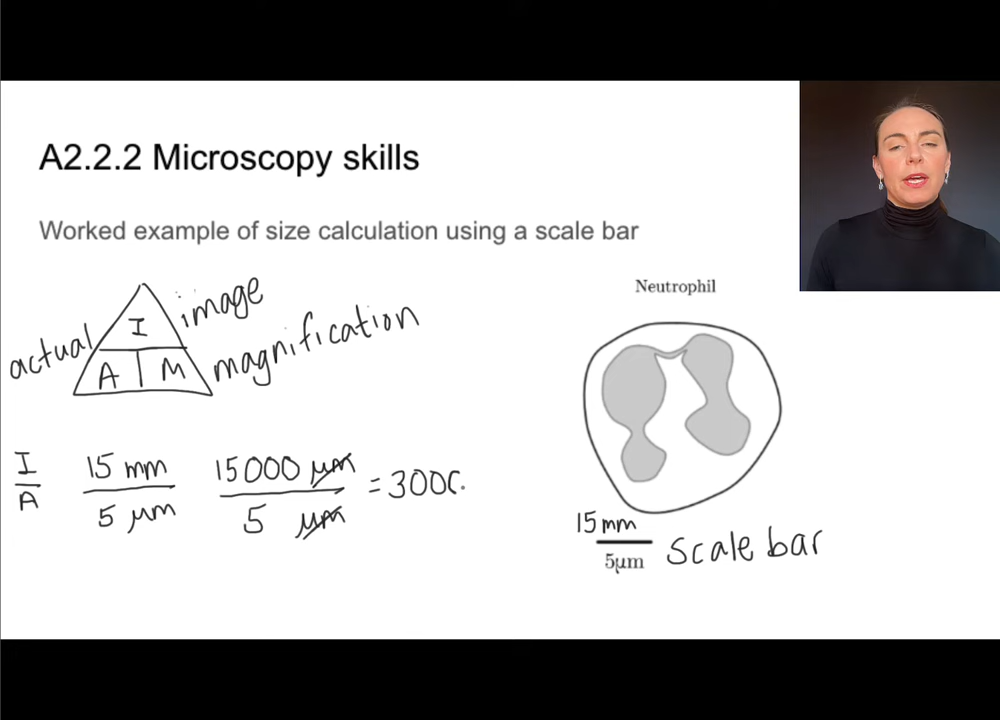 A2.2.2 Microscopy skills
Worked example of size calculation using a scale bar
actual
I
image
A
M
magnification
Neutrophil
I
A
15 mm
5 μm
15000 μm
5 μm
= 300
15 mm
5μm
scale bar